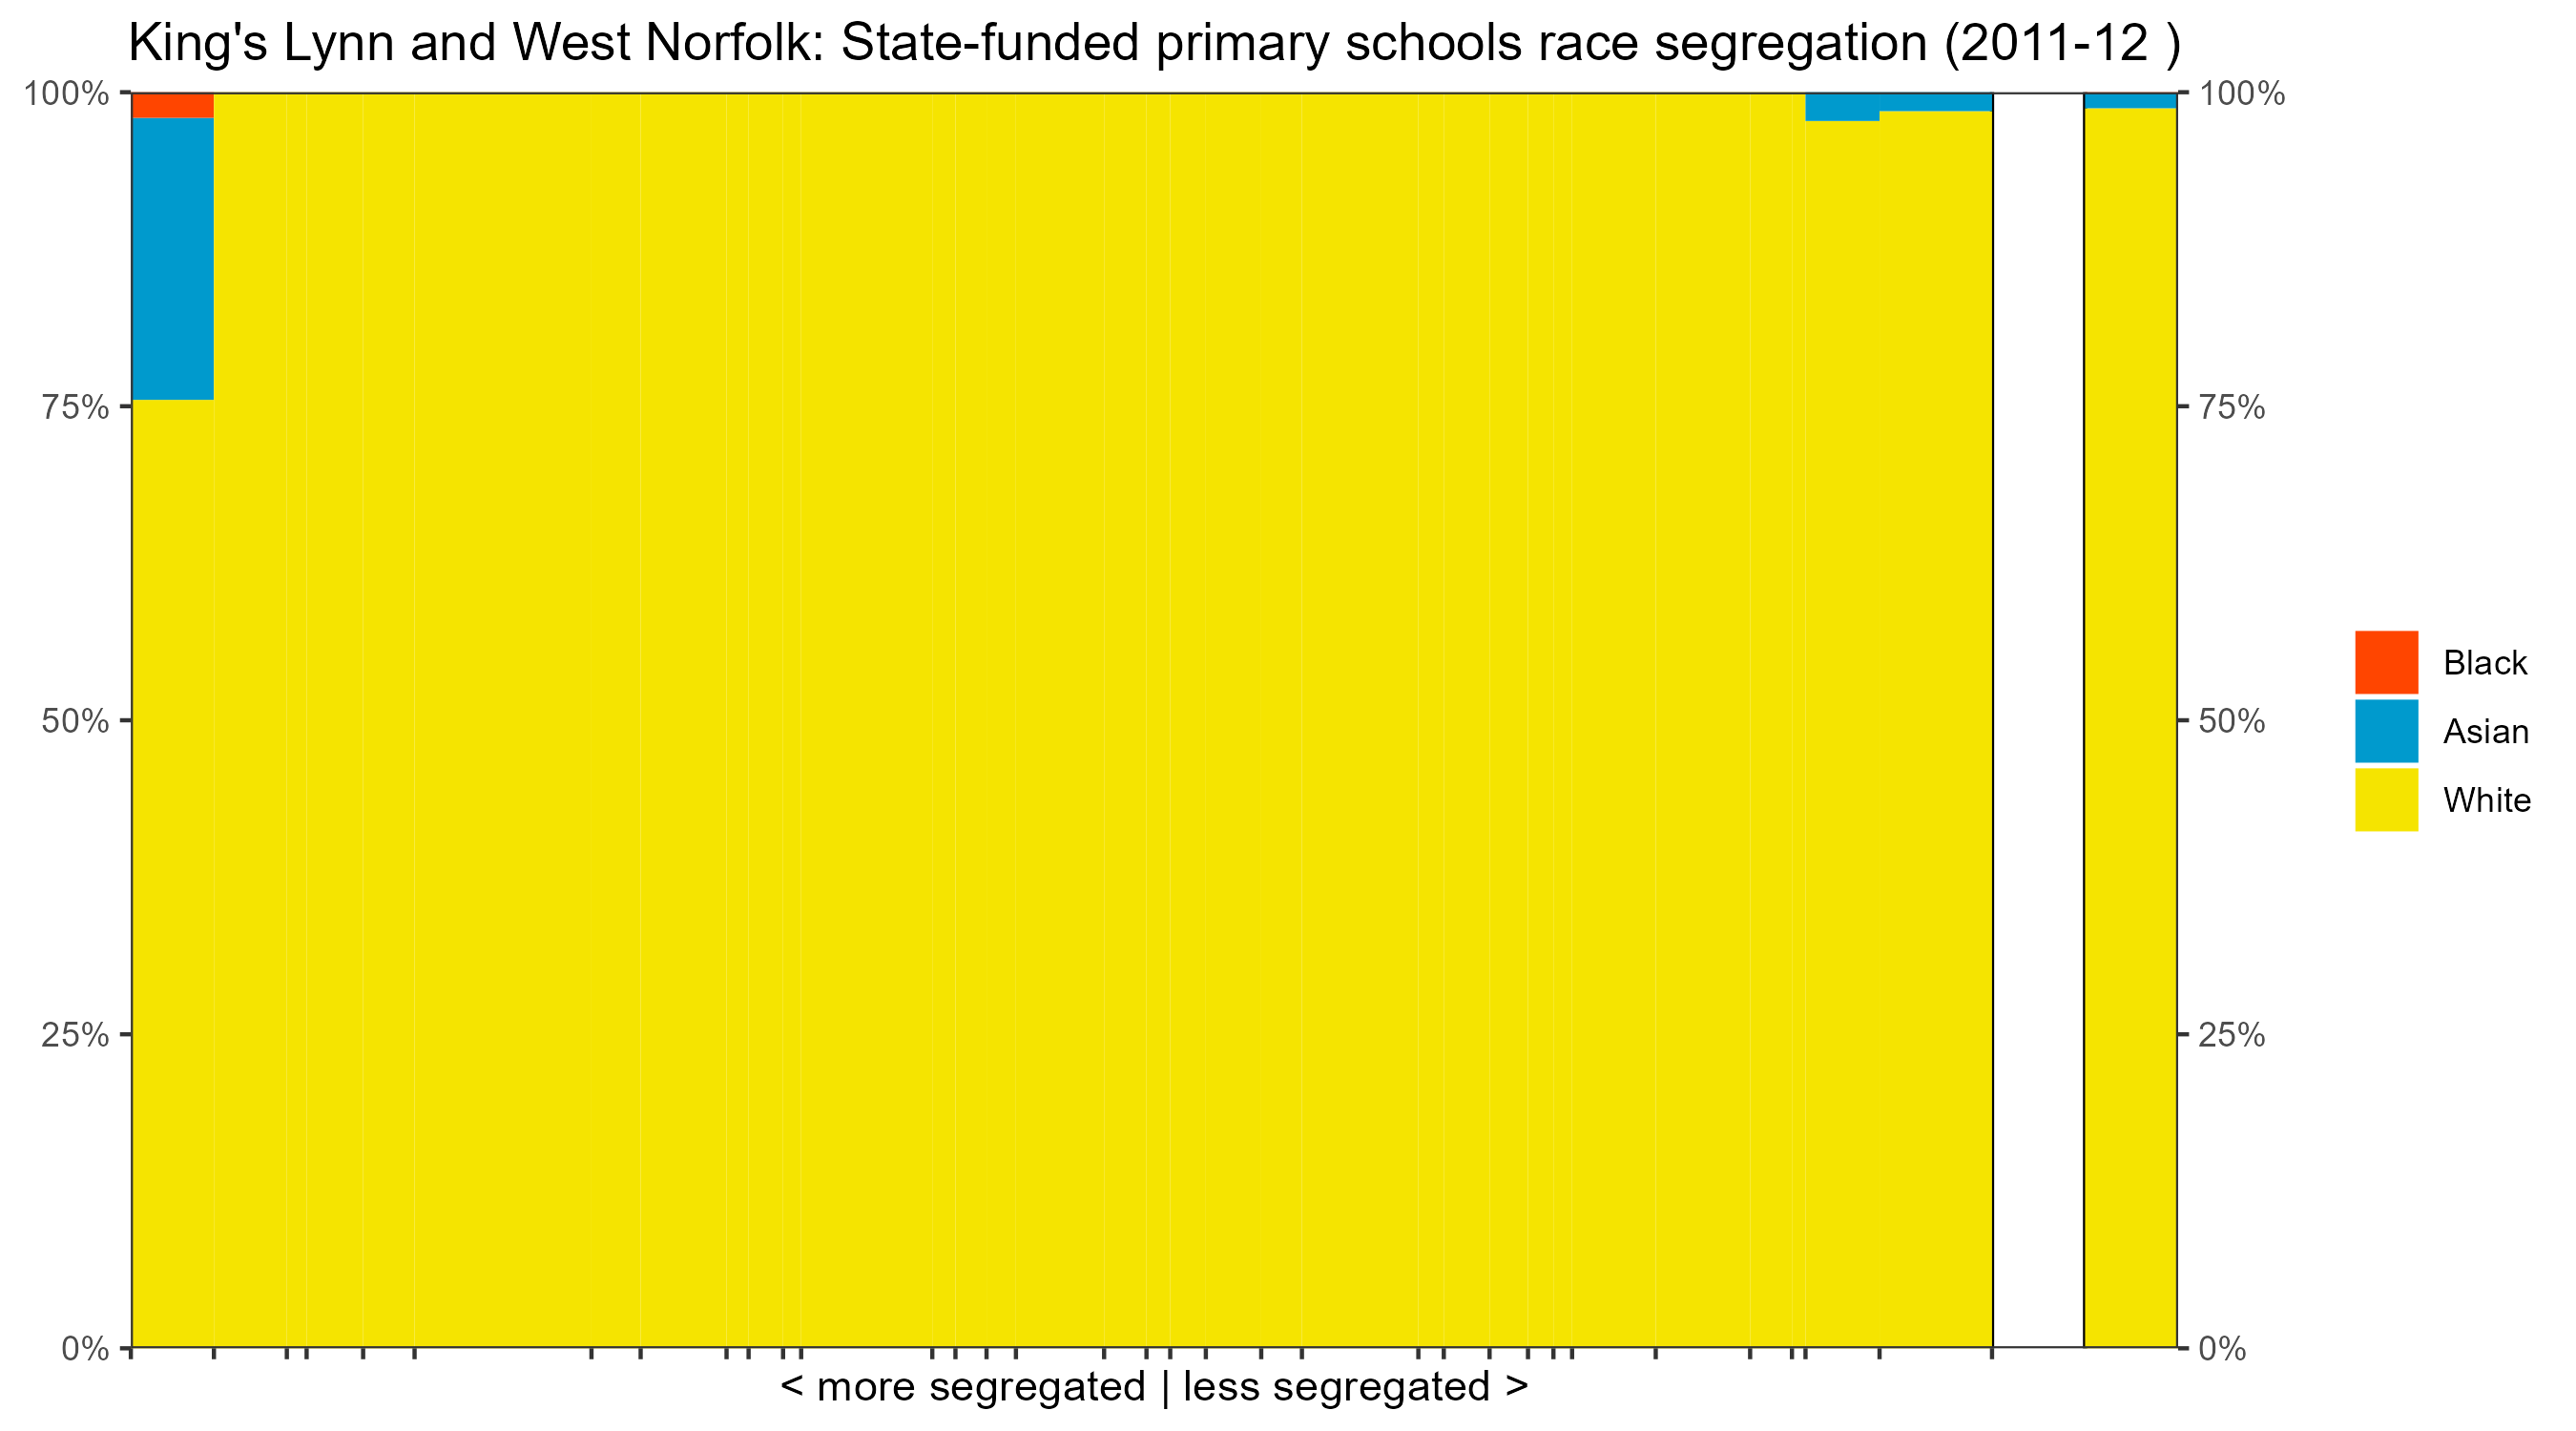 King's Lynn and West Norfolk: State-funded primary schools race segregation (2011-12 )
100%
75%
50%
25%
0%
100%
75%
50%
25%
0%
Black
Asian
White
< more segregated | less segregated >